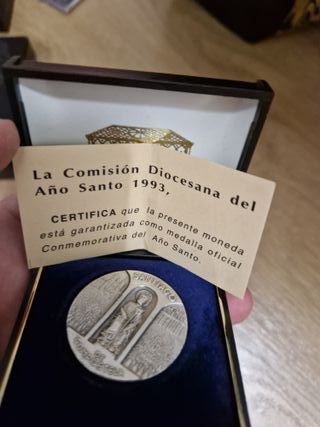 La Comisión Diocesana del
Año Santo 1993,
CERTIFICA que la presente moneda
está garantizada como medalla oficial
Conmemorativa del Año Santo.
SANTIAGO